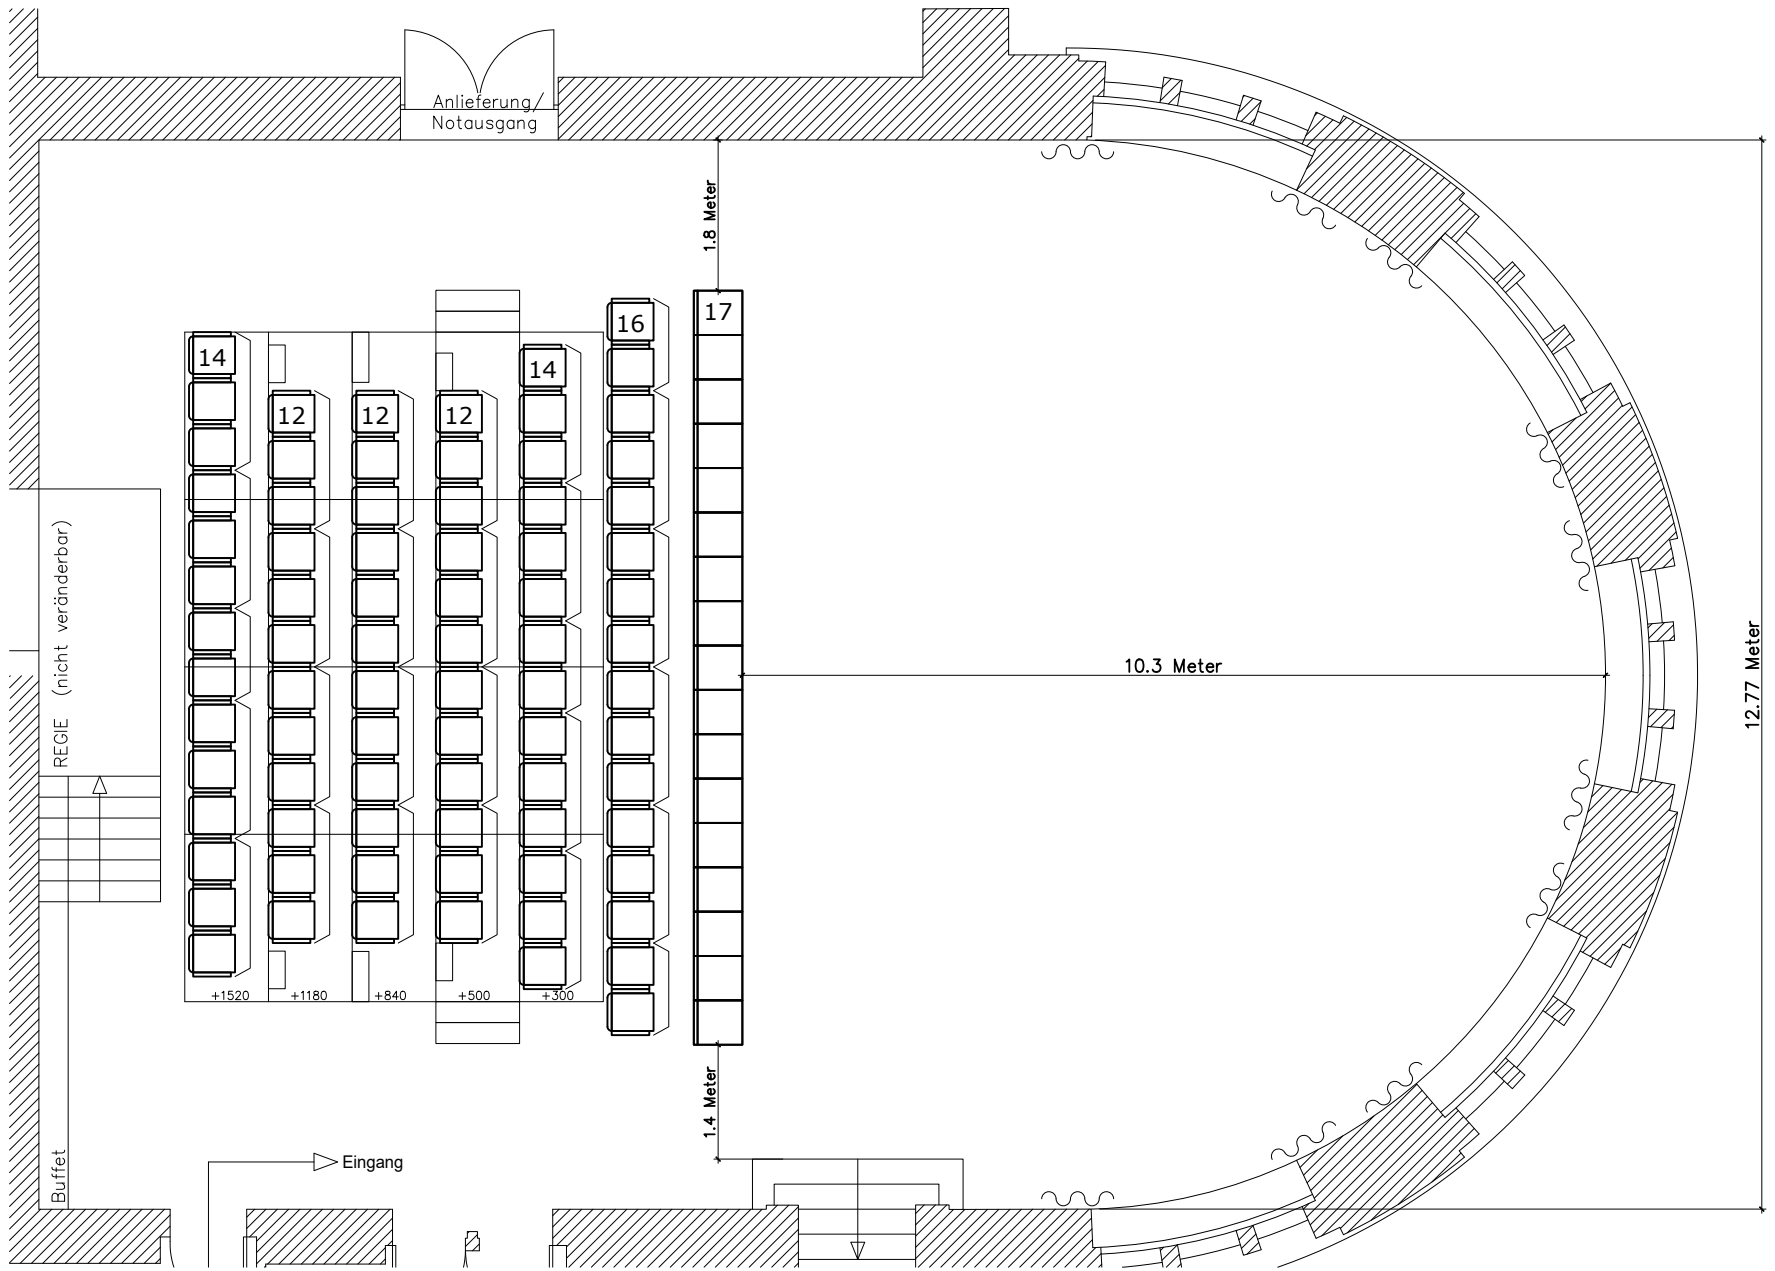 Anlieferung/
Notausgang
1.8 Meter
17
16
14
14
12
12
12
REGIE (nicht veränderbar)
10.3 Meter
12.77 Meter
+1520
+1180
+840
+500
+300
1.4 Meter
Buffet
Eingang